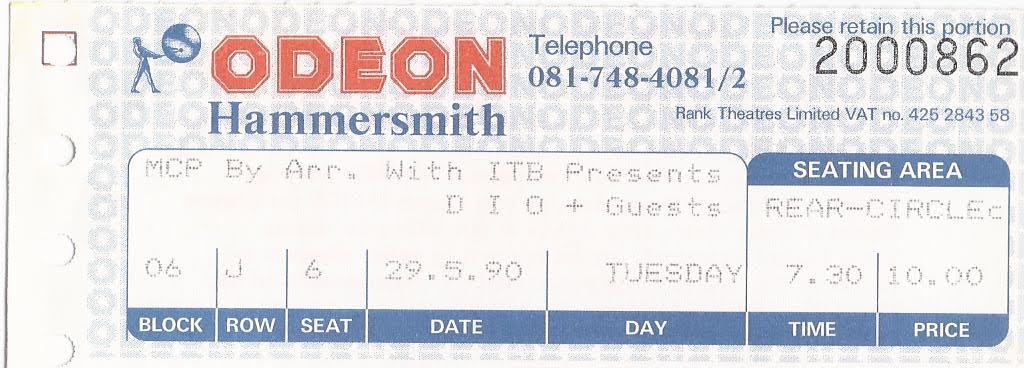 ODEON
Hammersmith
Telephone
081-748-4081/2
Please retain this portion
2000862
Rank Theatres Limited VAT no. 425 2843 58
MCP By Arr. With ITB Presents
D I O + Guests
SEATING AREA
REAR-CIRCLEc
06 J 6 29.5.90 TUESDAY 7.30 10.00
BLOCK ROW SEAT DATE DAY TIME PRICE